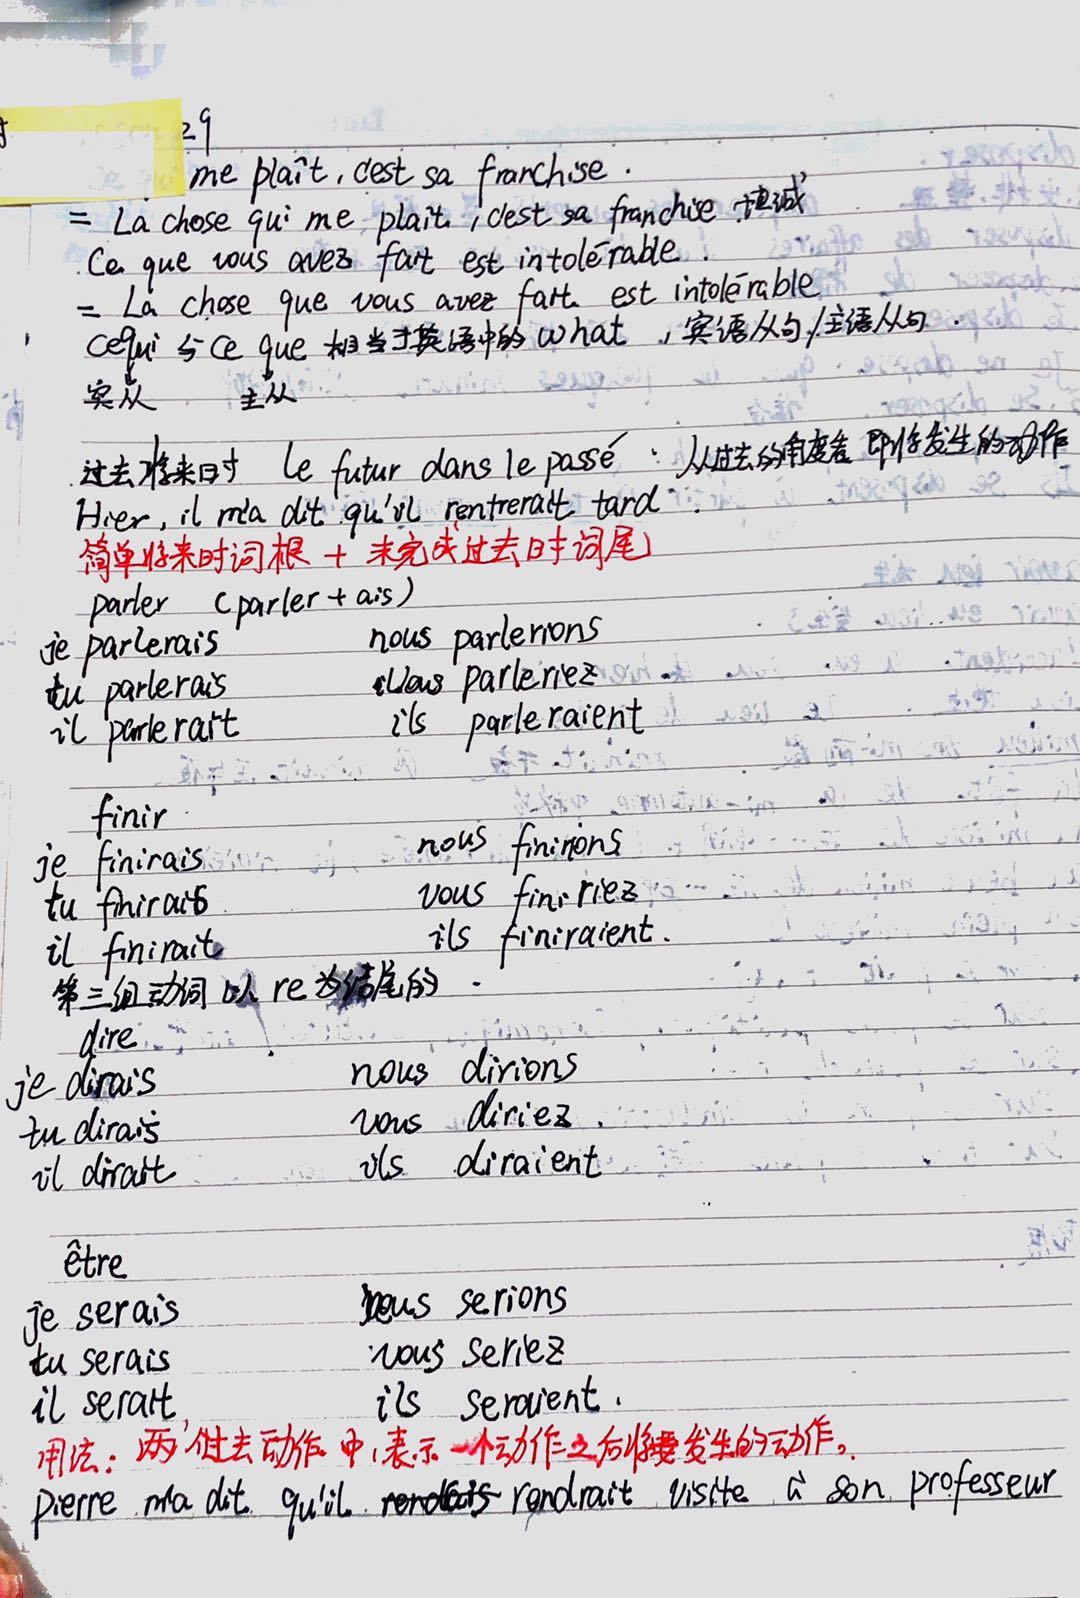 29
me plaît, c'est sa franchise.
= La chose qui me plaît, c'est sa franchise 坦诚
Ce que vous avez fait est intolérable.
= La chose que vous avez fait est intolérable
ce qui 与 ce que 相当于英语中的 what, 宾语从句/主语从句.
宾从 主从
过去将来时 le futur dans le passé: 从过去的角度看 即将发生的动作
Hier, il m'a dit qu'il rentrerait tard.
简单将来时词根 + 未完成过去时词尾
parler (parler + ais)
je parlerais nous parlerions
tu parlerais vous parleriez
il parlerait ils parleraient
finir
je finirais nous finirions
tu finirais vous finiriez
il finirait ils finiraient.
第三组动词 以 re 为结尾的.
dire
je dirais nous dirions
tu dirais vous diriez.
il dirait ils diraient
être
je serais nous serions
tu serais vous seriez
il serait ils seraient.
用法: 两个过去动作中,表示一个动作之后将要发生的动作。
Pierre m'a dit qu'il rendrait visite à son professeur